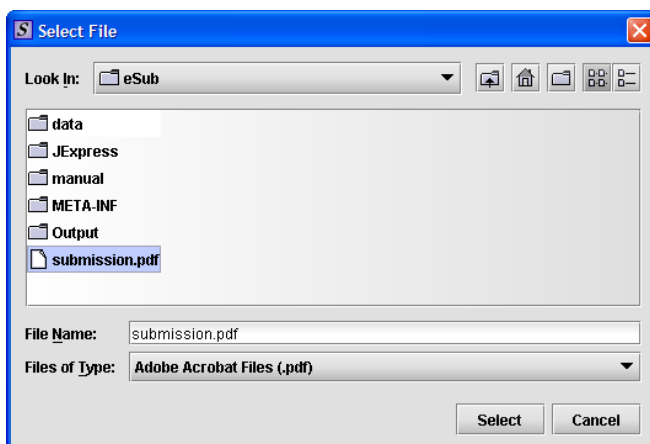 S Select File
Look In: eSub
data
JExpress
manual
META-INF
Output
submission.pdf
File Name: submission.pdf
Files of Type: Adobe Acrobat Files (.pdf)
Select Cancel